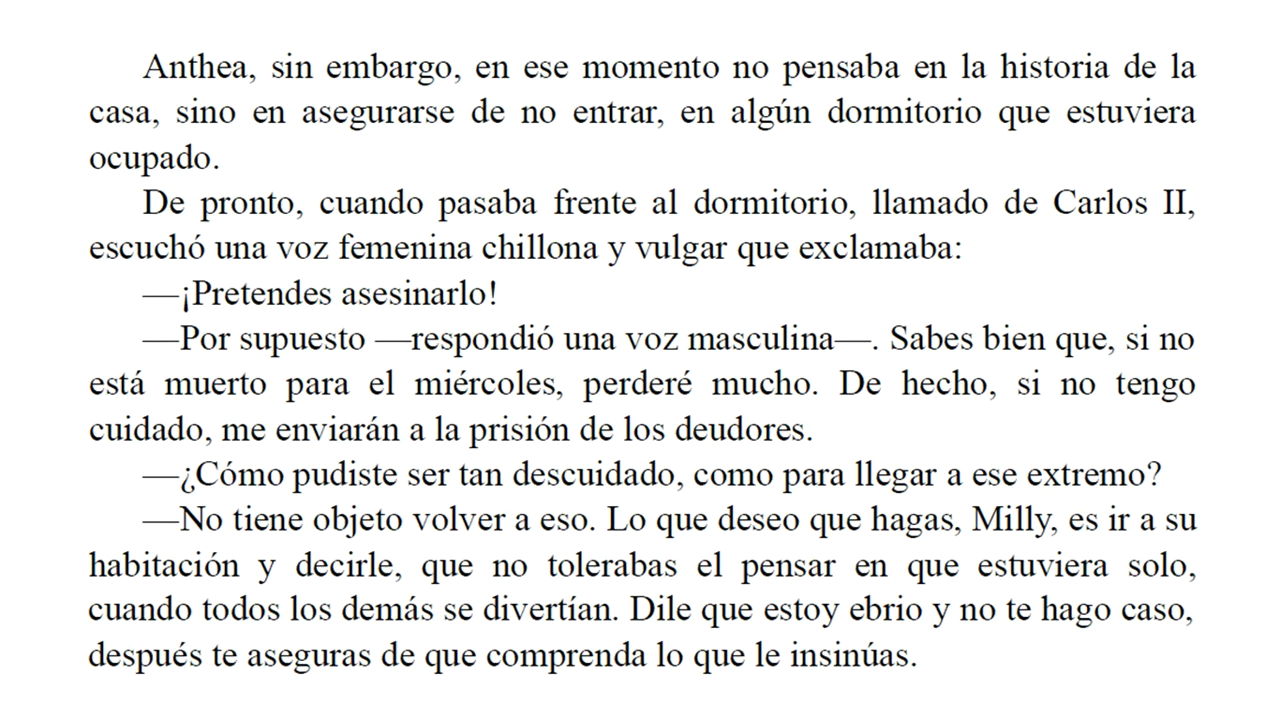 Anthea, sin embargo, en ese momento no pensaba en la historia de la
casa, sino en asegurarse de no entrar, en algún dormitorio que estuviera
ocupado.
De pronto, cuando pasaba frente al dormitorio, llamado de Carlos II,
escuchó una voz femenina chillona y vulgar que exclamaba:
—¡Pretendes asesinarlo!
—Por supuesto —respondió una voz masculina—. Sabes bien que, si no
está muerto para el miércoles, perderé mucho. De hecho, si no tengo
cuidado, me enviarán a la prisión de los deudores.
—¿Cómo pudiste ser tan descuidado, como para llegar a ese extremo?
—No tiene objeto volver a eso. Lo que deseo que hagas, Milly, es ir a su
habitación y decirle, que no tolerabas el pensar en que estuviera solo,
cuando todos los demás se divertían. Dile que estoy ebrio y no te hago caso,
después te aseguras de que comprenda lo que le insinúas.